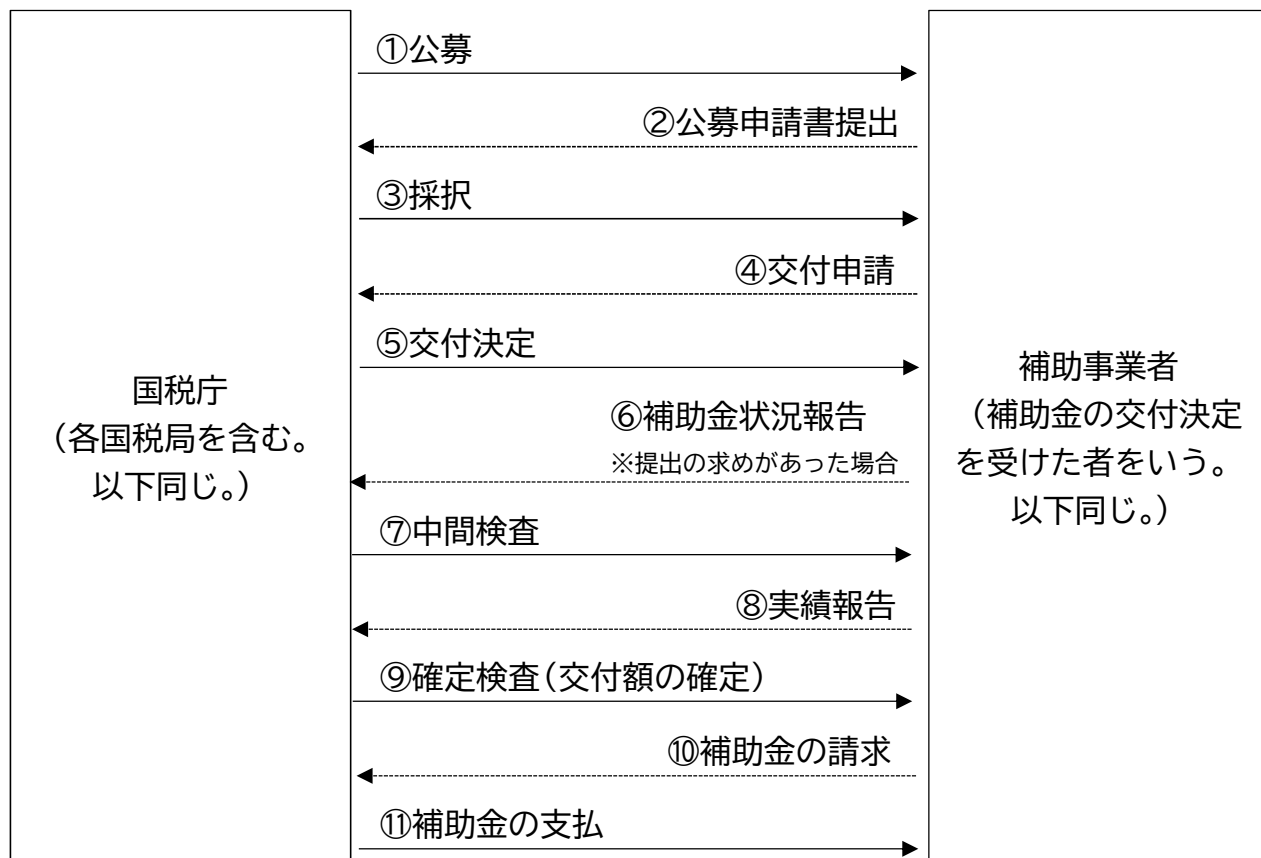 ①公募
②公募申請書提出
③採択
④交付申請
⑤交付決定
国税庁
（各国税局を含む。
以下同じ。）
⑥補助金状況報告
※提出の求めがあった場合
⑦中間検査
⑧実績報告
⑨確定検査（交付額の確定）
⑩補助金の請求
⑪補助金の支払
補助事業者
（補助金の交付決定
を受けた者をいう。
以下同じ。）